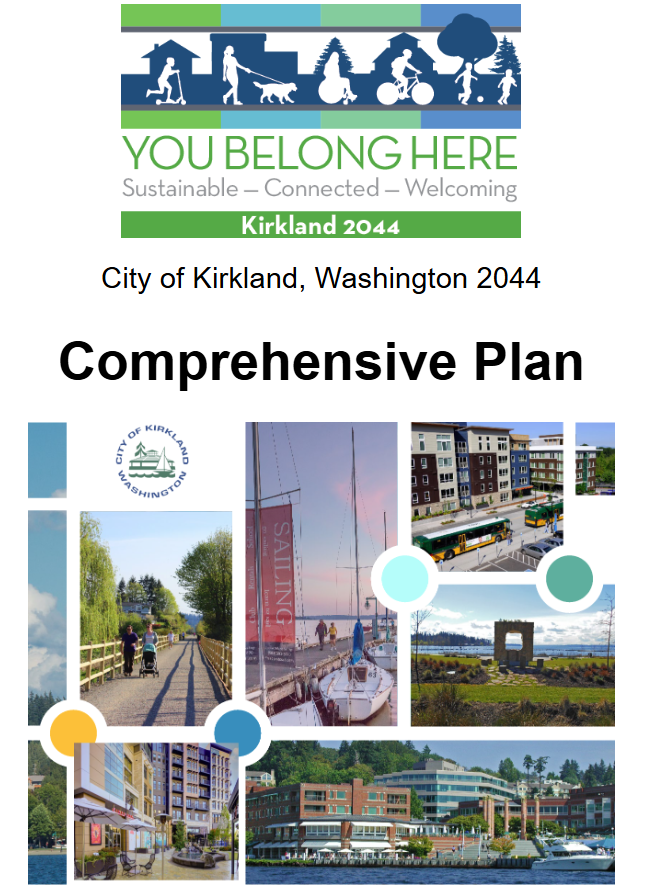 YOU BELONG HERE
Sustainable – Connected – Welcoming
Kirkland 2044
City of Kirkland, Washington 2044
Comprehensive Plan
CITY OF KIRKLAND
WASHINGTON
SAILING